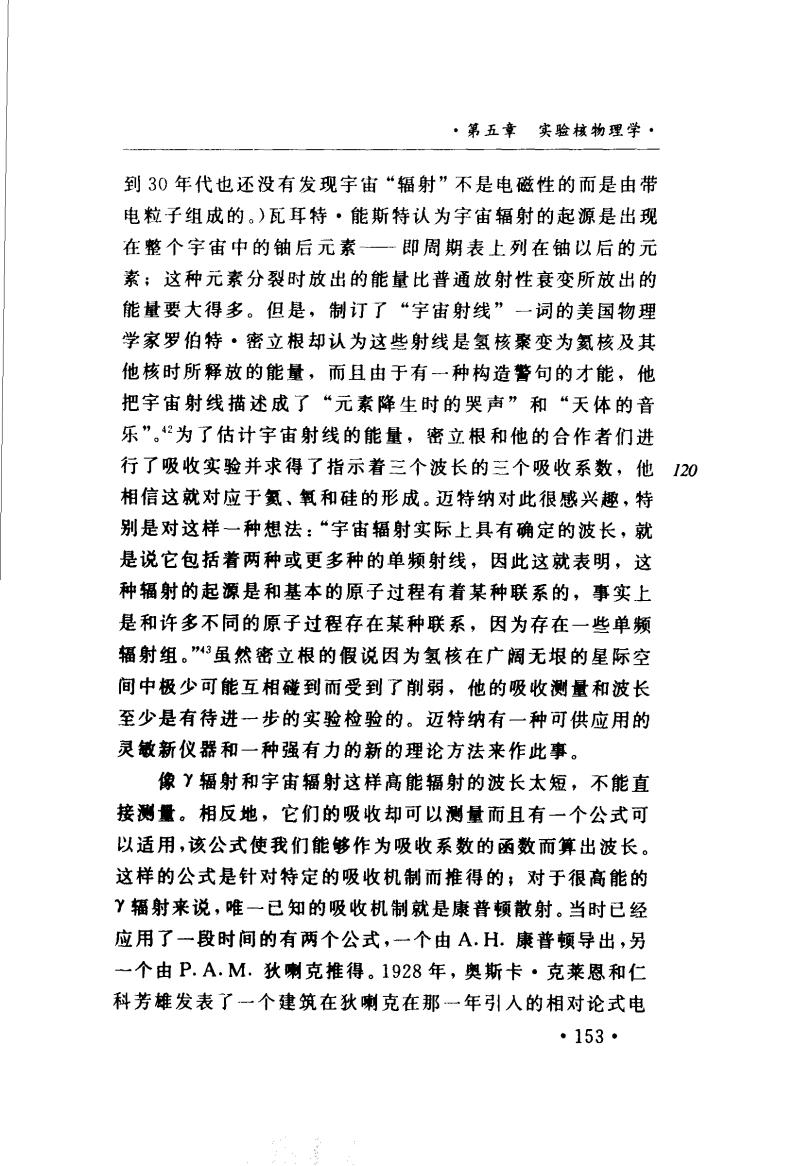 ·第五章 实验核物理学·
到 30 年代也还没有发现宇宙“辐射”不是电磁性的而是由带
电粒子组成的。)瓦耳特·能斯特认为宇宙辐射的起源是出现
在整个宇宙中的铀后元素——即周期表上列在铀以后的元
素；这种元素分裂时放出的能量比普通放射性衰变所放出的
能量要大得多。但是，制订了“宇宙射线”一词的美国物理
学家罗伯特·密立根却认为这些射线是氢核聚变为氦核及其
他核时所释放的能量，而且由于有一种构造警句的才能，他
把宇宙射线描述成了“元素降生时的哭声”和“天体的音
乐”。42为了估计宇宙射线的能量，密立根和他的合作者们进
行了吸收实验并求得了指示着三个波长的三个吸收系数，他 120
相信这就对应于氦、氧和硅的形成。迈特纳对此很感兴趣，特
别是对这样一种想法：“宇宙辐射实际上具有确定的波长，就
是说它包括着两种或更多种的单频射线，因此这就表明，这
种辐射的起源是和基本的原子过程有着某种联系的，事实上
是和许多不同的原子过程存在某种联系，因为存在一些单频
辐射组。”43虽然密立根的假说因为氢核在广阔无垠的星际空
间中极少可能互相碰到而受到了削弱，他的吸收测量和波长
至少是有待进一步的实验检验的。迈特纳有一种可供应用的
灵敏新仪器和一种强有力的新的理论方法来作此事。
像 γ 辐射和宇宙辐射这样高能辐射的波长太短，不能直
接测量。相反地，它们的吸收却可以测量而且有一个公式可
以适用，该公式使我们能够作为吸收系数的函数而算出波长。
这样的公式是针对特定的吸收机制而推得的；对于很高能的
γ 辐射来说，唯一已知的吸收机制就是康普顿散射。当时已经
应用了一段时间的有两个公式，一个由 A.H. 康普顿导出，另
一个由 P.A.M. 狄喇克推得。1928 年，奥斯卡·克莱恩和仁
科芳雄发表了一个建筑在狄喇克在那一年引入的相对论式电
·153·